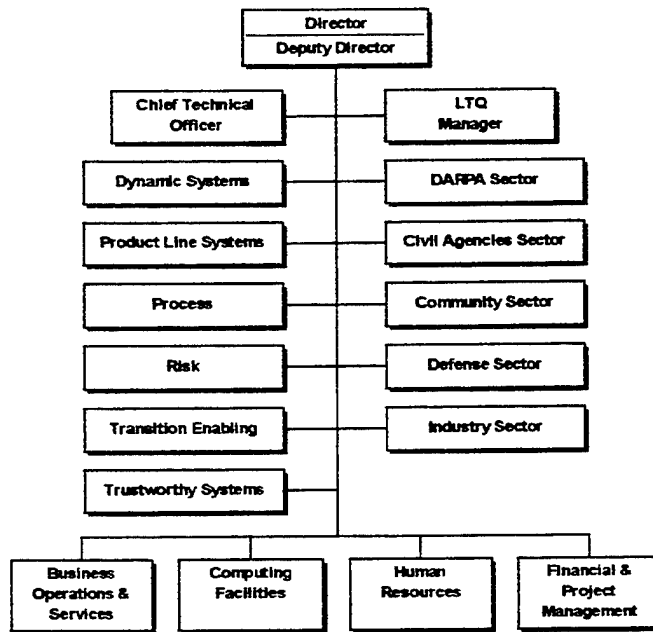 Director
Deputy Director
Chief Technical
Officer
LTQ
Manager
Dynamic Systems
DARPA Sector
Product Line Systems
Civil Agencies Sector
Process
Community Sector
Risk
Defense Sector
Transition Enabling
Industry Sector
Trustworthy Systems
Business
Operations &
Services
Computing
Facilities
Human
Resources
Financial &
Project
Management